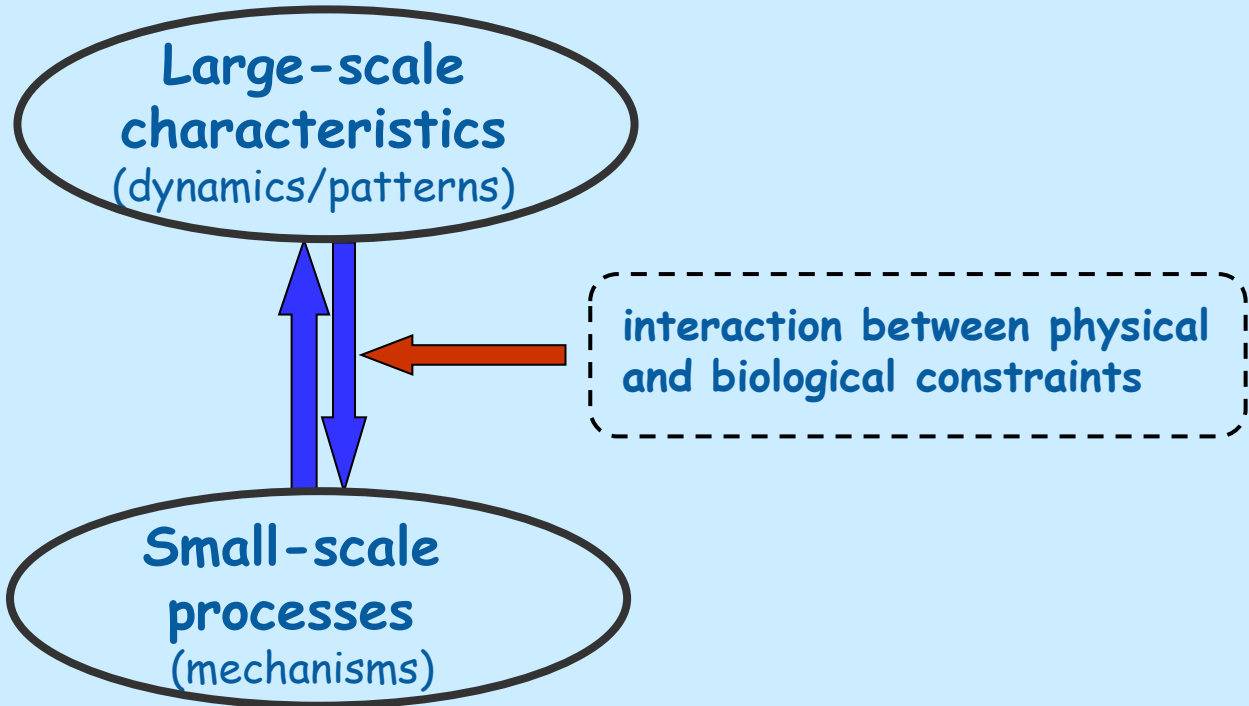 Large-scale
characteristics
(dynamics/patterns)
interaction between physical
and biological constraints
Small-scale
processes
(mechanisms)